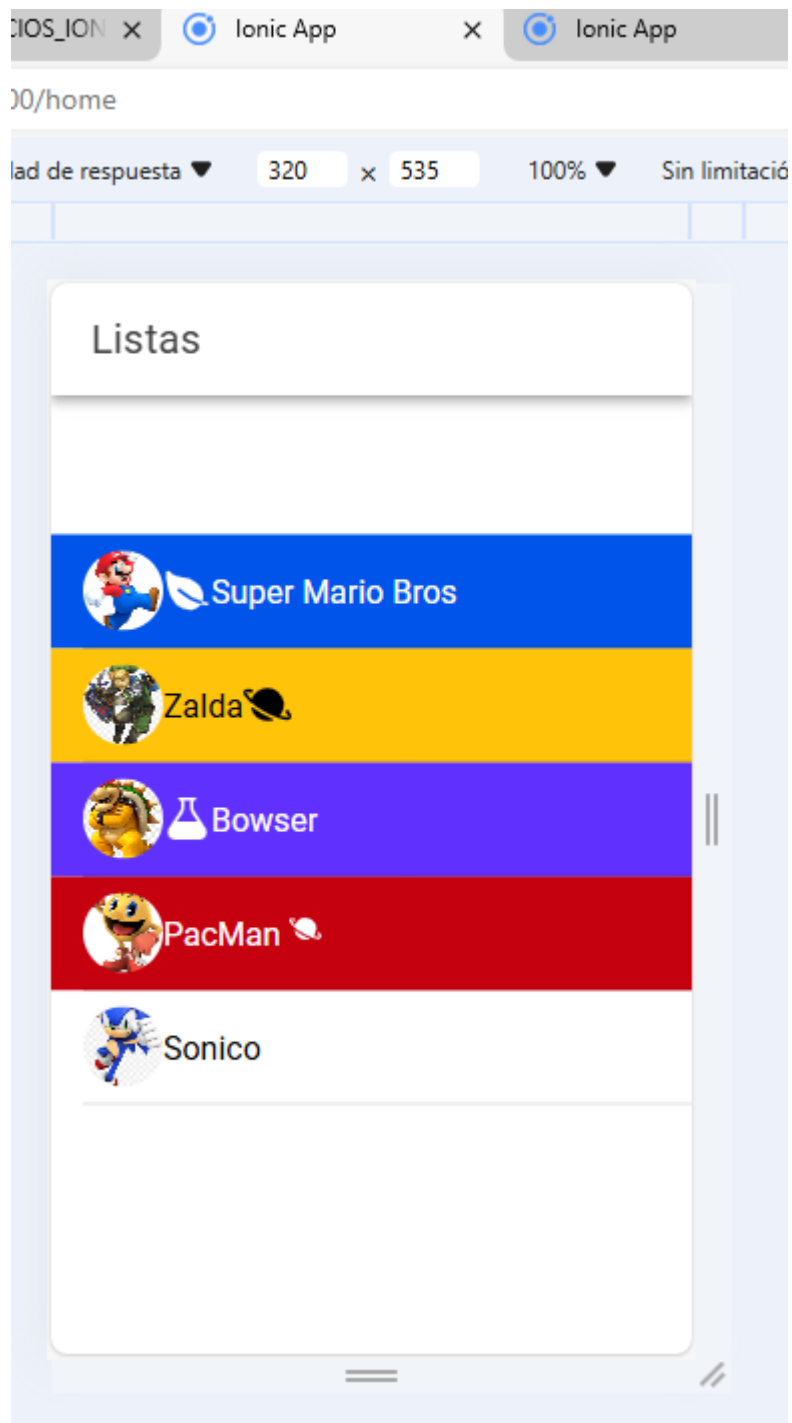 CIOS_ION Ionic App Ionic App
00/home
dad de respuesta 320 × 535 100% Sin limitació
Listas
Super Mario Bros
Zalda
Bowser
PacMan
Sonico